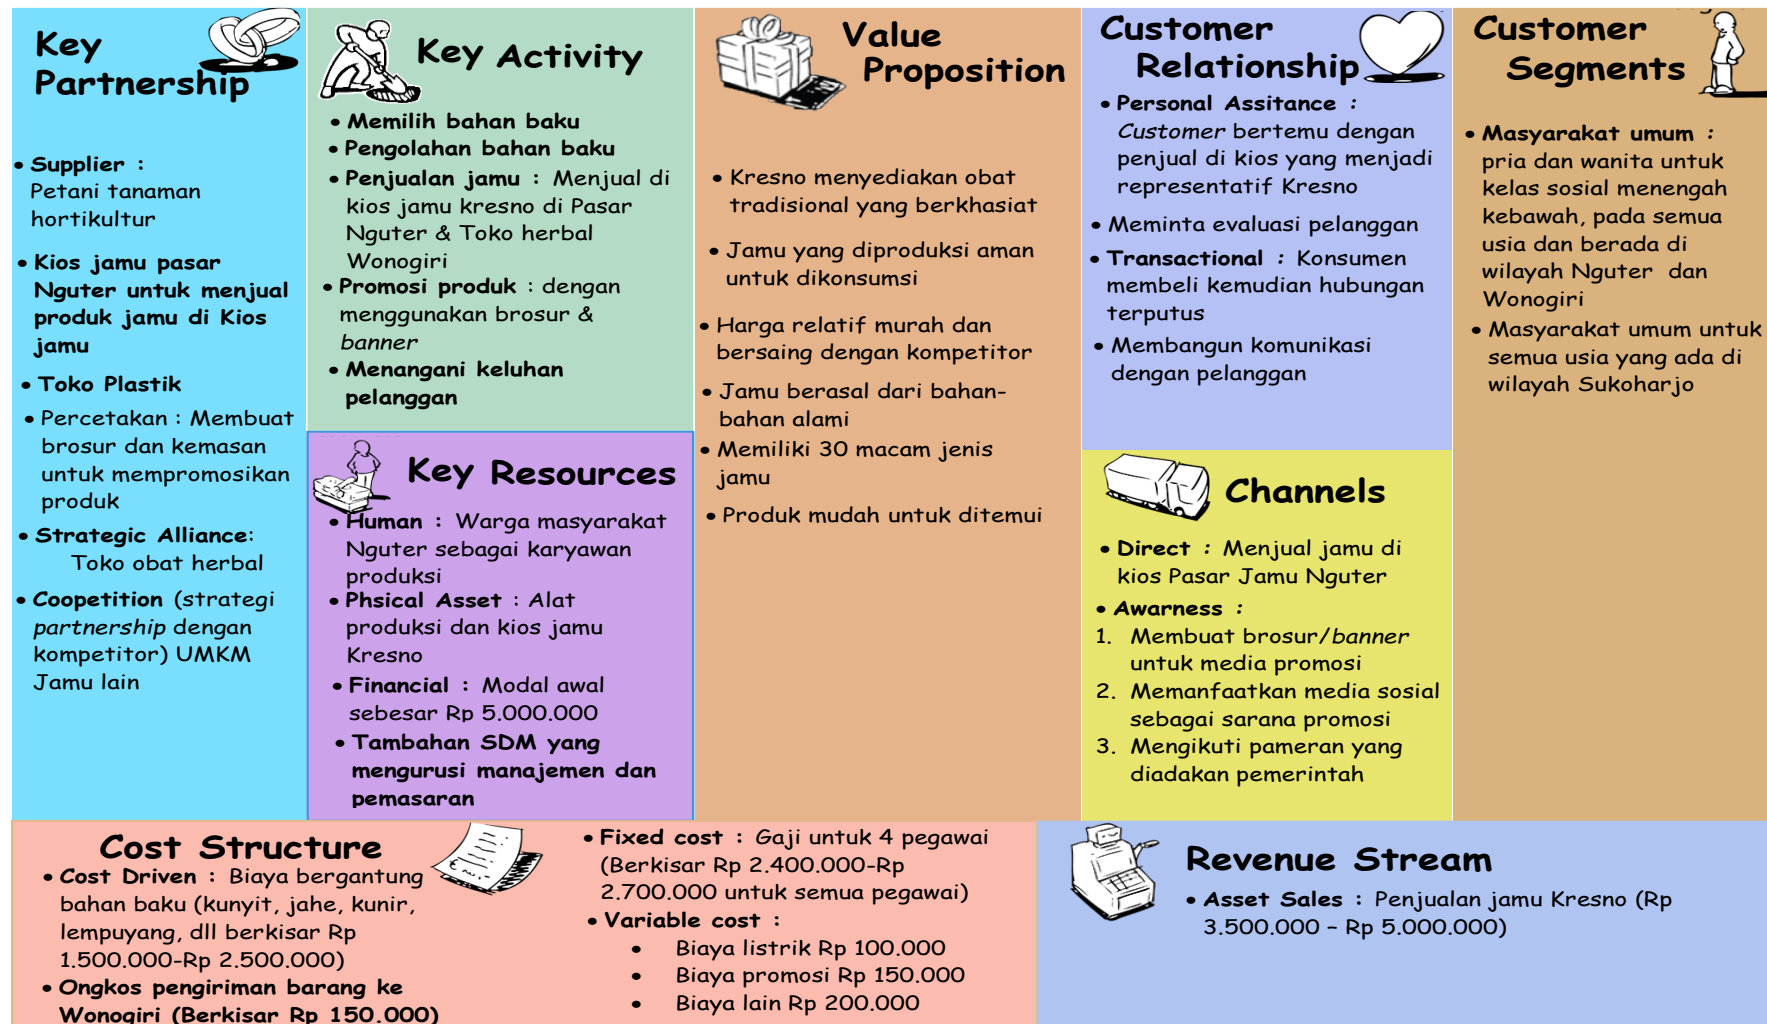 Key
Partnership
• Supplier :
Petani tanaman
hortikultur
• Kios jamu pasar
Nguter untuk menjual
produk jamu di Kios
jamu
• Toko Plastik
• Percetakan : Membuat
brosur dan kemasan
untuk mempromosikan
produk
• Strategic Alliance:
Toko obat herbal
• Coopetition (strategi
partnership dengan
kompetitor) UMKM
Jamu lain
Key Activity
• Memilih bahan baku
• Pengolahan bahan baku
• Penjualan jamu : Menjual di
kios jamu kresno di Pasar
Nguter & Toko herbal
Wonogiri
• Promosi produk : dengan
menggunakan brosur &
banner
• Menangani keluhan
pelanggan
Key Resources
• Human : Warga masyarakat
Nguter sebagai karyawan
produksi
• Phsical Asset : Alat
produksi dan kios jamu
Kresno
• Financial : Modal awal
sebesar Rp 5.000.000
• Tambahan SDM yang
mengurusi manajemen dan
pemasaran
Value
Proposition
• Kresno menyediakan obat
tradisional yang berkhasiat
• Jamu yang diproduksi aman
untuk dikonsumsi
• Harga relatif murah dan
bersaing dengan kompetitor
• Jamu berasal dari bahan-
bahan alami
• Memiliki 30 macam jenis
jamu
• Produk mudah untuk ditemui
Customer
Relationship
• Personal Assitance :
Customer bertemu dengan
penjual di kios yang menjadi
representatif Kresno
• Meminta evaluasi pelanggan
• Transactional : Konsumen
membeli kemudian hubungan
terputus
• Membangun komunikasi
dengan pelanggan
Channels
• Direct : Menjual jamu di
kios Pasar Jamu Nguter
• Awarness :
1. Membuat brosur/banner
untuk media promosi
2. Memanfaatkan media sosial
sebagai sarana promosi
3. Mengikuti pameran yang
diadakan pemerintah
Customer
Segments
• Masyarakat umum :
pria dan wanita untuk
kelas sosial menengah
kebawah, pada semua
usia dan berada di
wilayah Nguter dan
Wonogiri
• Masyarakat umum untuk
semua usia yang ada di
wilayah Sukoharjo
Cost Structure
• Cost Driven : Biaya bergantung
bahan baku (kunyit, jahe, kunir,
lempuyang, dll berkisar Rp
1.500.000-Rp 2.500.000)
• Ongkos pengiriman barang ke
Wonogiri (Berkisar Rp 150.000)
• Fixed cost : Gaji untuk 4 pegawai
(Berkisar Rp 2.400.000-Rp
2.700.000 untuk semua pegawai)
• Variable cost :
• Biaya listrik Rp 100.000
• Biaya promosi Rp 150.000
• Biaya lain Rp 200.000
Revenue Stream
• Asset Sales : Penjualan jamu Kresno (Rp
3.500.000 – Rp 5.000.000)